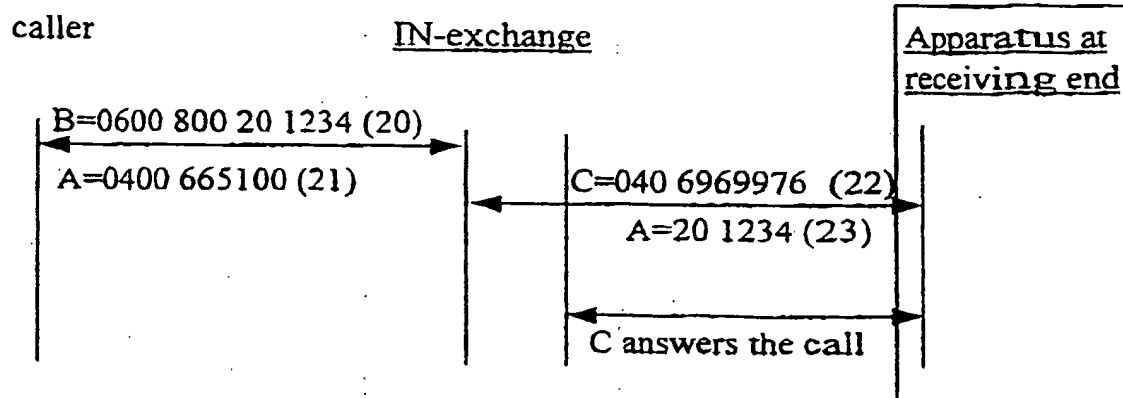 caller
IN-exchange
Apparatus at
receiving end
B=0600 800 20 1234 (20)
A=0400 665100 (21)
C=040 6969976 (22)
A=20 1234 (23)
C answers the call